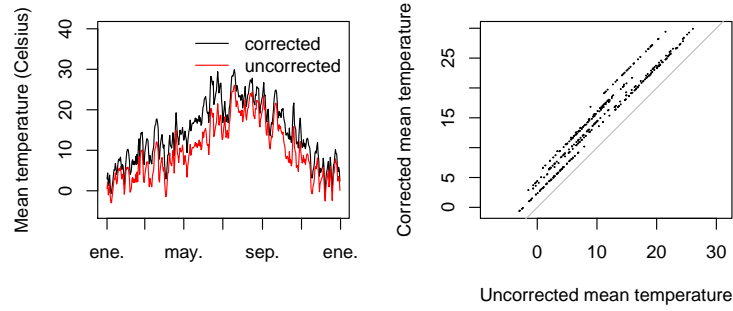 Mean temperature (Celsius)
40
30
20
10
0
corrected
uncorrected
ene.
may.
sep.
ene.
Corrected mean temperature
25
15
5
0
0
10
20
30
Uncorrected mean temperature